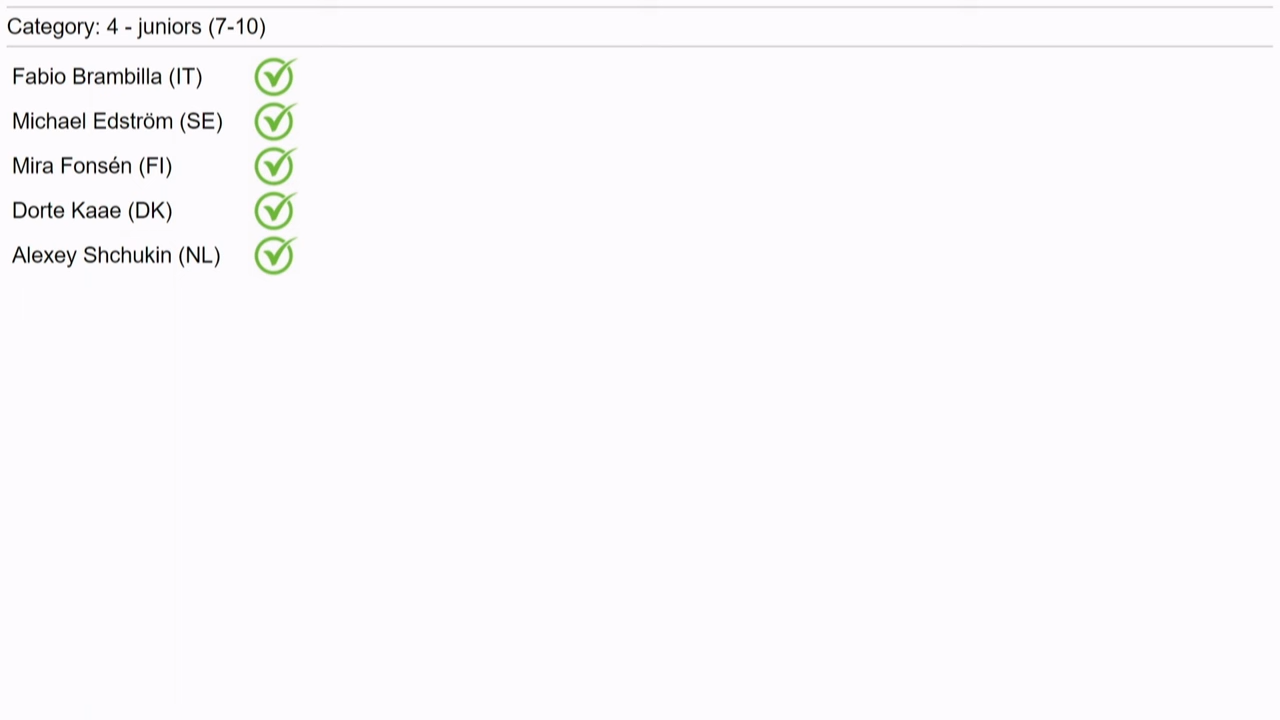 Category: 4 - juniors (7-10)
Fabio Brambilla (IT)
Michael Edström (SE)
Mira Fonsén (FI)
Dorte Kaae (DK)
Alexey Shchukin (NL)